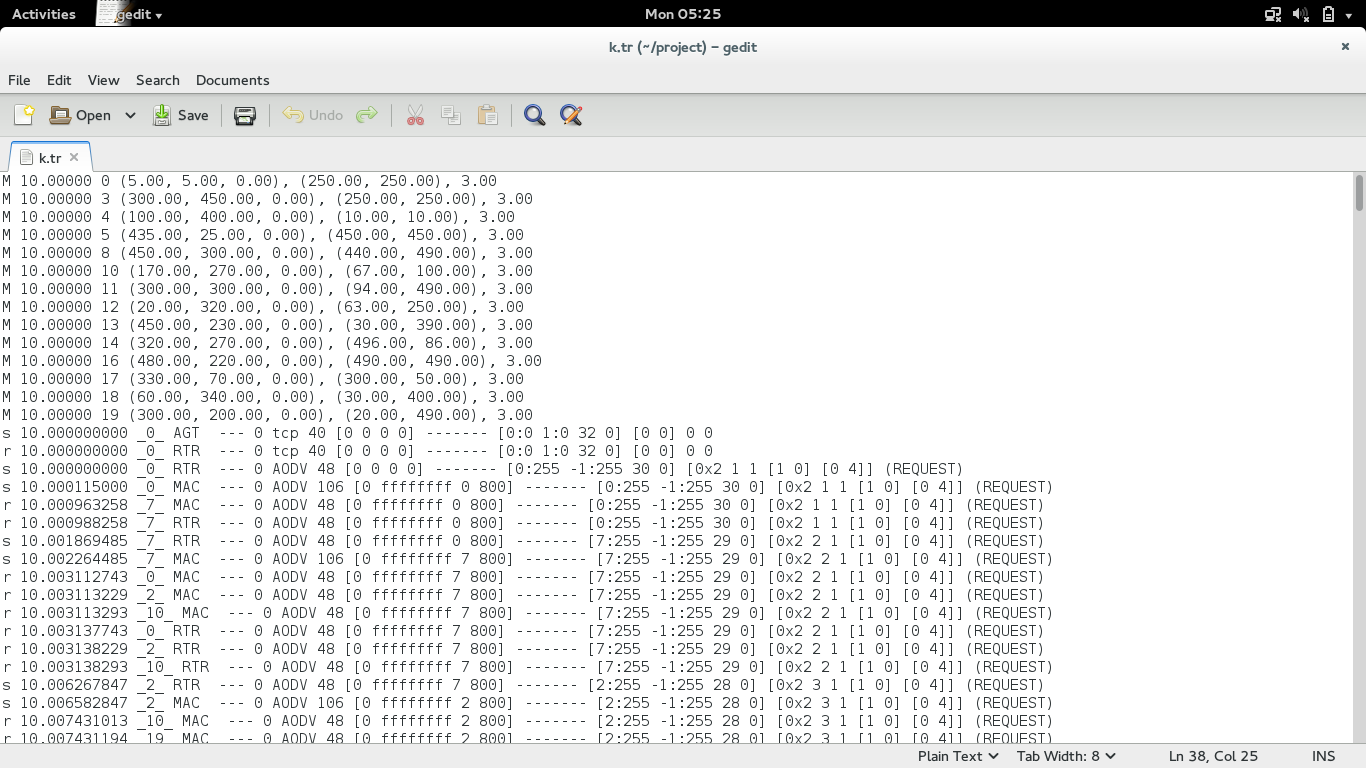 Activities gedit Mon 05:25
k.tr (~/project) – gedit
File Edit View Search Documents
Open Save Undo
k.tr
M 10.00000 0 (5.00, 5.00, 0.00), (250.00, 250.00), 3.00
M 10.00000 3 (300.00, 450.00, 0.00), (250.00, 250.00), 3.00
M 10.00000 4 (100.00, 400.00, 0.00), (10.00, 10.00), 3.00
M 10.00000 5 (435.00, 25.00, 0.00), (450.00, 450.00), 3.00
M 10.00000 8 (450.00, 300.00, 0.00), (440.00, 490.00), 3.00
M 10.00000 10 (170.00, 270.00, 0.00), (67.00, 100.00), 3.00
M 10.00000 11 (300.00, 300.00, 0.00), (94.00, 490.00), 3.00
M 10.00000 12 (20.00, 320.00, 0.00), (63.00, 250.00), 3.00
M 10.00000 13 (450.00, 230.00, 0.00), (30.00, 390.00), 3.00
M 10.00000 14 (320.00, 270.00, 0.00), (496.00, 86.00), 3.00
M 10.00000 16 (480.00, 220.00, 0.00), (490.00, 490.00), 3.00
M 10.00000 17 (330.00, 70.00, 0.00), (300.00, 50.00), 3.00
M 10.00000 18 (60.00, 340.00, 0.00), (30.00, 400.00), 3.00
M 10.00000 19 (300.00, 200.00, 0.00), (20.00, 490.00), 3.00
s 10.000000000 _0_ AGT  --- 0 tcp 40 [0 0 0 0] ------- [0:0 1:0 32 0] [0 0] 0 0
r 10.000000000 _0_ RTR  --- 0 tcp 40 [0 0 0 0] ------- [0:0 1:0 32 0] [0 0] 0 0
s 10.000000000 _0_ RTR  --- 0 AODV 48 [0 0 0 0] ------- [0:255 -1:255 30 0] [0x2 1 1 [1 0] [0 4]] (REQUEST)
s 10.000115000 _0_ MAC  --- 0 AODV 106 [0 ffffffff 0 800] ------- [0:255 -1:255 30 0] [0x2 1 1 [1 0] [0 4]] (REQUEST)
r 10.000963258 _7_ MAC  --- 0 AODV 48 [0 ffffffff 0 800] ------- [0:255 -1:255 30 0] [0x2 1 1 [1 0] [0 4]] (REQUEST)
r 10.000988258 _7_ RTR  --- 0 AODV 48 [0 ffffffff 0 800] ------- [0:255 -1:255 30 0] [0x2 1 1 [1 0] [0 4]] (REQUEST)
s 10.001869485 _7_ RTR  --- 0 AODV 48 [0 ffffffff 0 800] ------- [7:255 -1:255 29 0] [0x2 2 1 [1 0] [0 4]] (REQUEST)
s 10.002264485 _7_ MAC  --- 0 AODV 106 [0 ffffffff 7 800] ------- [7:255 -1:255 29 0] [0x2 2 1 [1 0] [0 4]] (REQUEST)
r 10.003112743 _0_ MAC  --- 0 AODV 48 [0 ffffffff 7 800] ------- [7:255 -1:255 29 0] [0x2 2 1 [1 0] [0 4]] (REQUEST)
r 10.003113229 _2_ MAC  --- 0 AODV 48 [0 ffffffff 7 800] ------- [7:255 -1:255 29 0] [0x2 2 1 [1 0] [0 4]] (REQUEST)
r 10.003113293 _10_ MAC  --- 0 AODV 48 [0 ffffffff 7 800] ------- [7:255 -1:255 29 0] [0x2 2 1 [1 0] [0 4]] (REQUEST)
r 10.003137743 _0_ RTR  --- 0 AODV 48 [0 ffffffff 7 800] ------- [7:255 -1:255 29 0] [0x2 2 1 [1 0] [0 4]] (REQUEST)
r 10.003138229 _2_ RTR  --- 0 AODV 48 [0 ffffffff 7 800] ------- [7:255 -1:255 29 0] [0x2 2 1 [1 0] [0 4]] (REQUEST)
r 10.003138293 _10_ RTR  --- 0 AODV 48 [0 ffffffff 7 800] ------- [7:255 -1:255 29 0] [0x2 2 1 [1 0] [0 4]] (REQUEST)
s 10.006267847 _2_ RTR  --- 0 AODV 48 [0 ffffffff 7 800] ------- [2:255 -1:255 28 0] [0x2 3 1 [1 0] [0 4]] (REQUEST)
s 10.006582847 _2_ MAC  --- 0 AODV 106 [0 ffffffff 2 800] ------- [2:255 -1:255 28 0] [0x2 3 1 [1 0] [0 4]] (REQUEST)
r 10.007431013 _10_ MAC  --- 0 AODV 48 [0 ffffffff 2 800] ------- [2:255 -1:255 28 0] [0x2 3 1 [1 0] [0 4]] (REQUEST)
r 10.007431194 _19_ MAC  --- 0 AODV 48 [0 ffffffff 2 800] ------- [2:255 -1:255 28 0] [0x2 3 1 [1 0] [0 4]] (REQUEST)
Plain Text Tab Width: 8 Ln 38, Col 25 INS